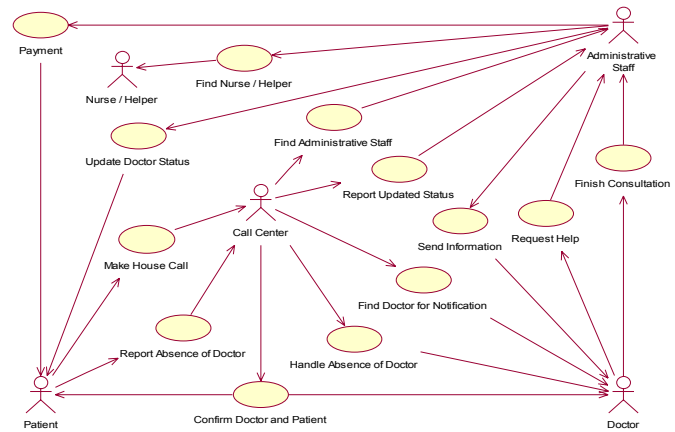 Payment
Administrative
Staff
Nurse / Helper
Find Nurse / Helper
Find Administrative Staff
Update Doctor Status
Report Updated Status
Finish Consultation
Call Center
Send Information
Request Help
Make House Call
Find Doctor for Notification
Report Absence of Doctor
Handle Absence of Doctor
Patient
Confirm Doctor and Patient
Doctor